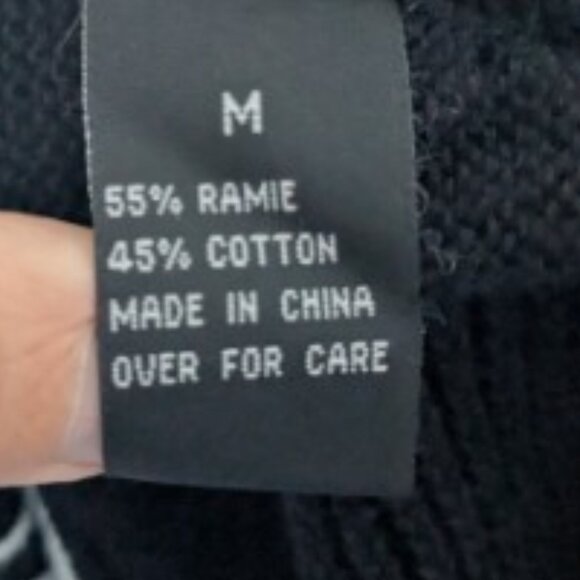 M
55% RAMIE
45% COTTON
MADE IN CHINA
OVER FOR CARE